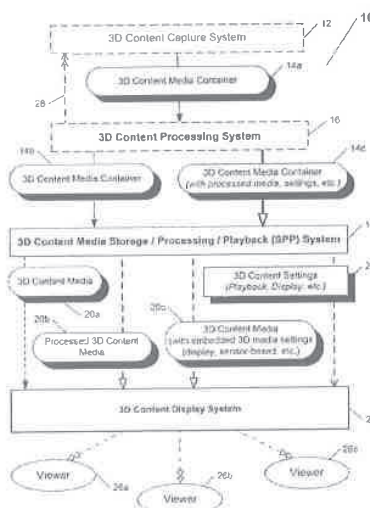 10
3D Content Capture System
12
3D Content Media Container
14a
28
3D Content Processing System
16
14b
3D Content Media Container
3D Content Media Container
(with processed media, settings, etc.)
3D Content Media Storage / Processing / Playback (SPP) System
3D Content Media
20a
3D Content Settings
(Playback, Display, etc.)
20b
Processed 3D Content
Media
20c
3D Content Media
(with embedded 3D media settings
(display, sensor-based, etc.)
3D Content Display System
Viewer
26a
Viewer
26b
Viewer